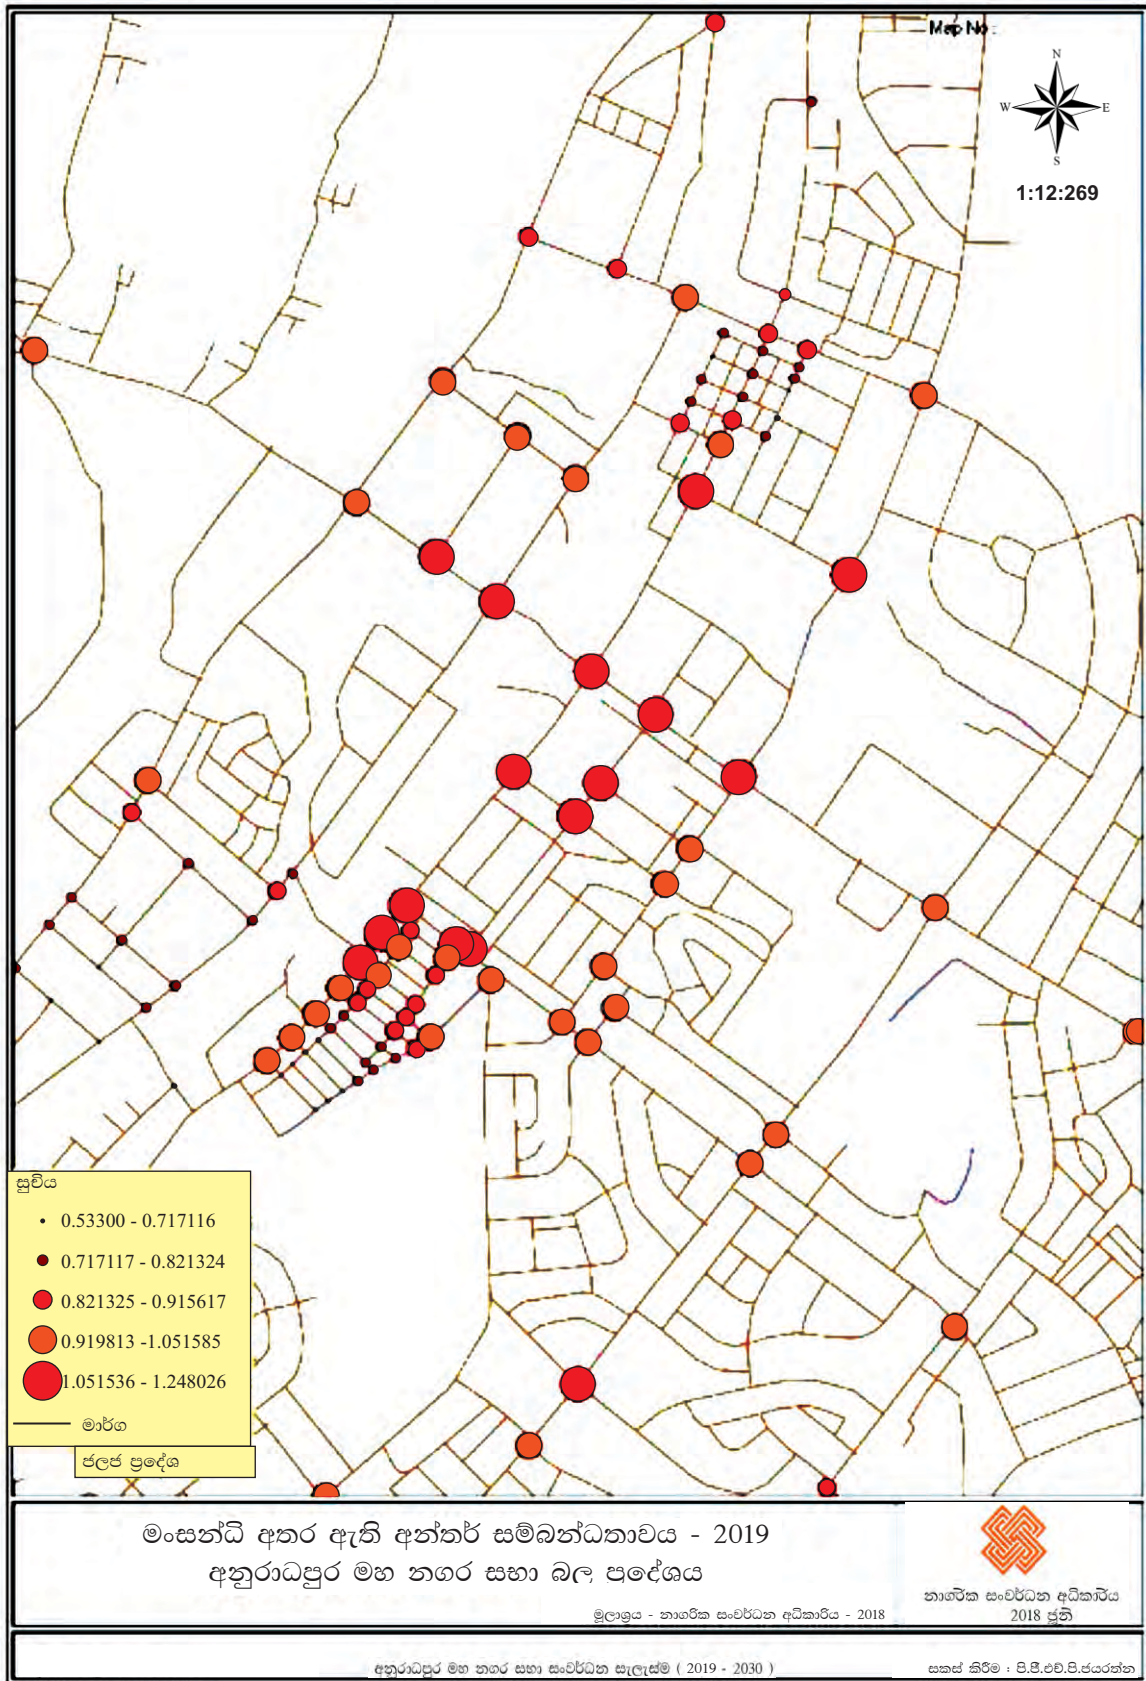 Map No :
N
W E
S
1:12:269
සුචිය
0.53300 - 0.717116
0.717117 - 0.821324
0.821325 - 0.915617
0.919813 -1.051585
1.051536 - 1.248026
මාර්ග
ජලජ ප්‍රදේශ
මංසන්ධි අතර ඇති අන්තර් සම්බන්ධතාවය - 2019
අනුරාධපුර මහ නගර සභා බල ප්‍රදේශය
මූලාශ්‍රය - නාගරික සංවර්ධන අධිකාරිය - 2018
නාගරික සංවර්ධන අධිකාරිය
2018 ජූනි
අනුරාධපුර මහ නගර සභා සංවර්ධන සැලැස්ම ( 2019 - 2030 )
සකස් කිරීම : පි.පී.එච්.පි.ජයරත්න